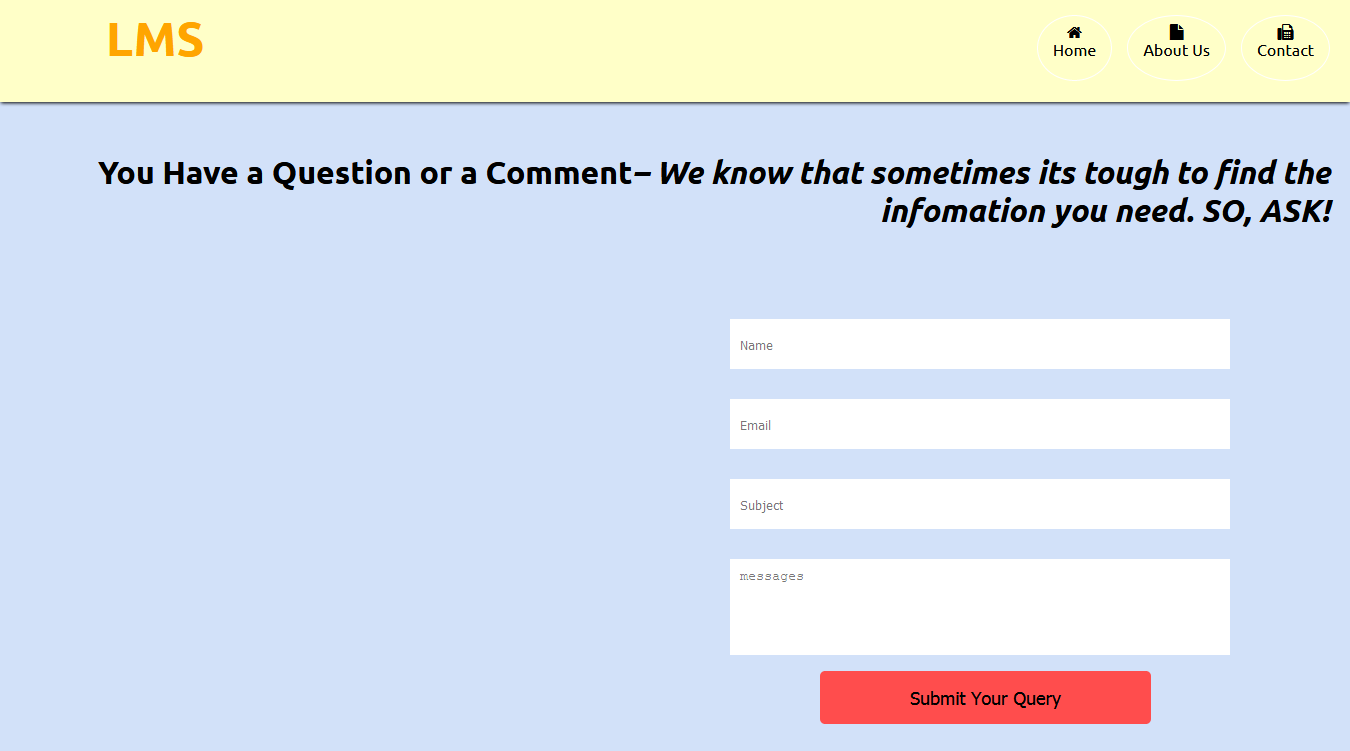 LMS
Home
About Us
Contact
You Have a Question or a Comment– We know that sometimes its tough to find the
infomation you need. SO, ASK!
Name
Email
Subject
messages
Submit Your Query